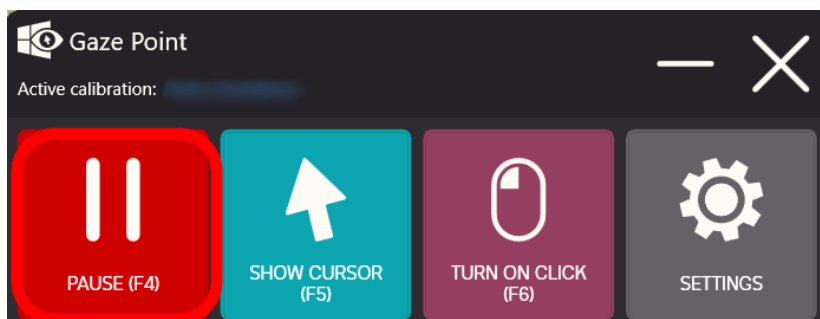 Gaze Point
Active calibration:
PAUSE (F4)
SHOW CURSOR
(F5)
TURN ON CLICK
(F6)
SETTINGS